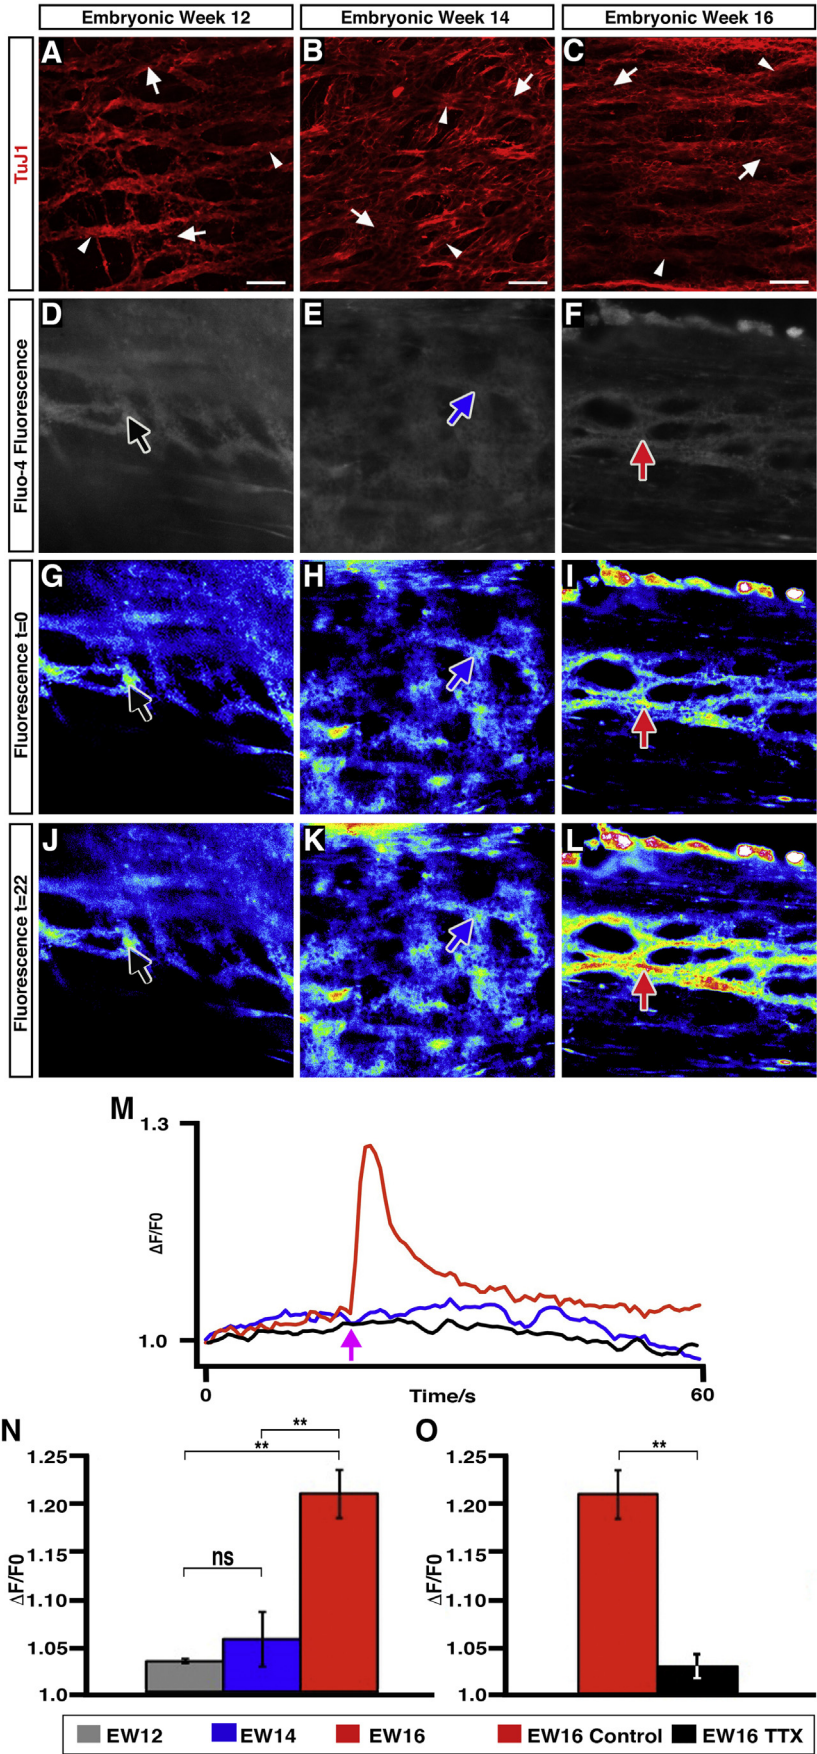 Embryonic Week 12
Embryonic Week 14
Embryonic Week 16
TuJ1
A
B
C
Fluo-4 Fluorescence
D
E
F
Fluorescence t=0
G
H
I
Fluorescence t=22
J
K
L
M
1.3
ΔF/F0
1.0
0
Time/s
60
N
**
**
1.25
1.20
1.15
ns
ΔF/F0
1.10
1.05
1.0
O
**
1.25
1.20
1.15
ΔF/F0
1.10
1.05
1.0
EW12 EW14 EW16 EW16 Control EW16 TTX